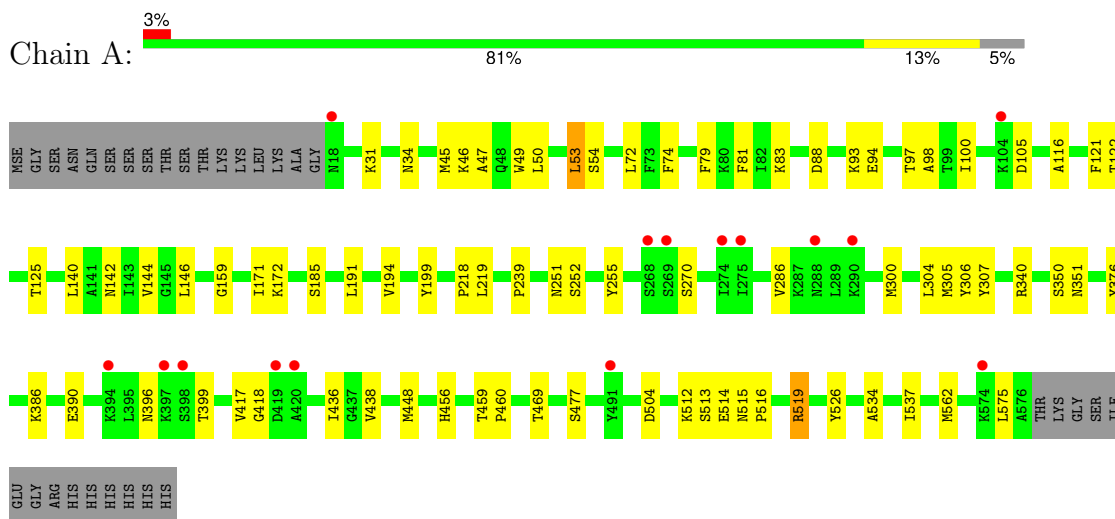 3%
Chain A:
81% 13% 5%
MSE GLY SER ASN GLN SER SER SER SER THR THR LYS LYS LEU LYS ALA GLY N18 K31 N34 M45 K46 A47 Q48 W49 L50 L53 S54 L72 F73 F74 F79 K80 F81 I82 K83 D88 K93 E94 T97 A98 T99 I100 K104 D105 A116 F121 T122
T125 L140 A141 N142 I143 V144 G145 L146 G159 I171 K172 S185 L191 V194 Y199 P218 L219 P239 N251 S252 Y255 S268 S269 S270 I274 I275 V286 K287 N288 L289 K290 M300 L304 M305 Y306 Y307 R340 S350 N351 Y376
K386 E390 K394 L395 N396 K397 S398 T399 V417 G418 D419 A420 I436 G437 V438 M448 H456 T459 P460 T469 S477 Y491 D504 K512 S513 E514 N515 P516 R519 Y526 A534 I537 M562 K574 L575 A576 THR LYS GLY SER ILE
GLU GLY ARG HIS HIS HIS HIS HIS HIS